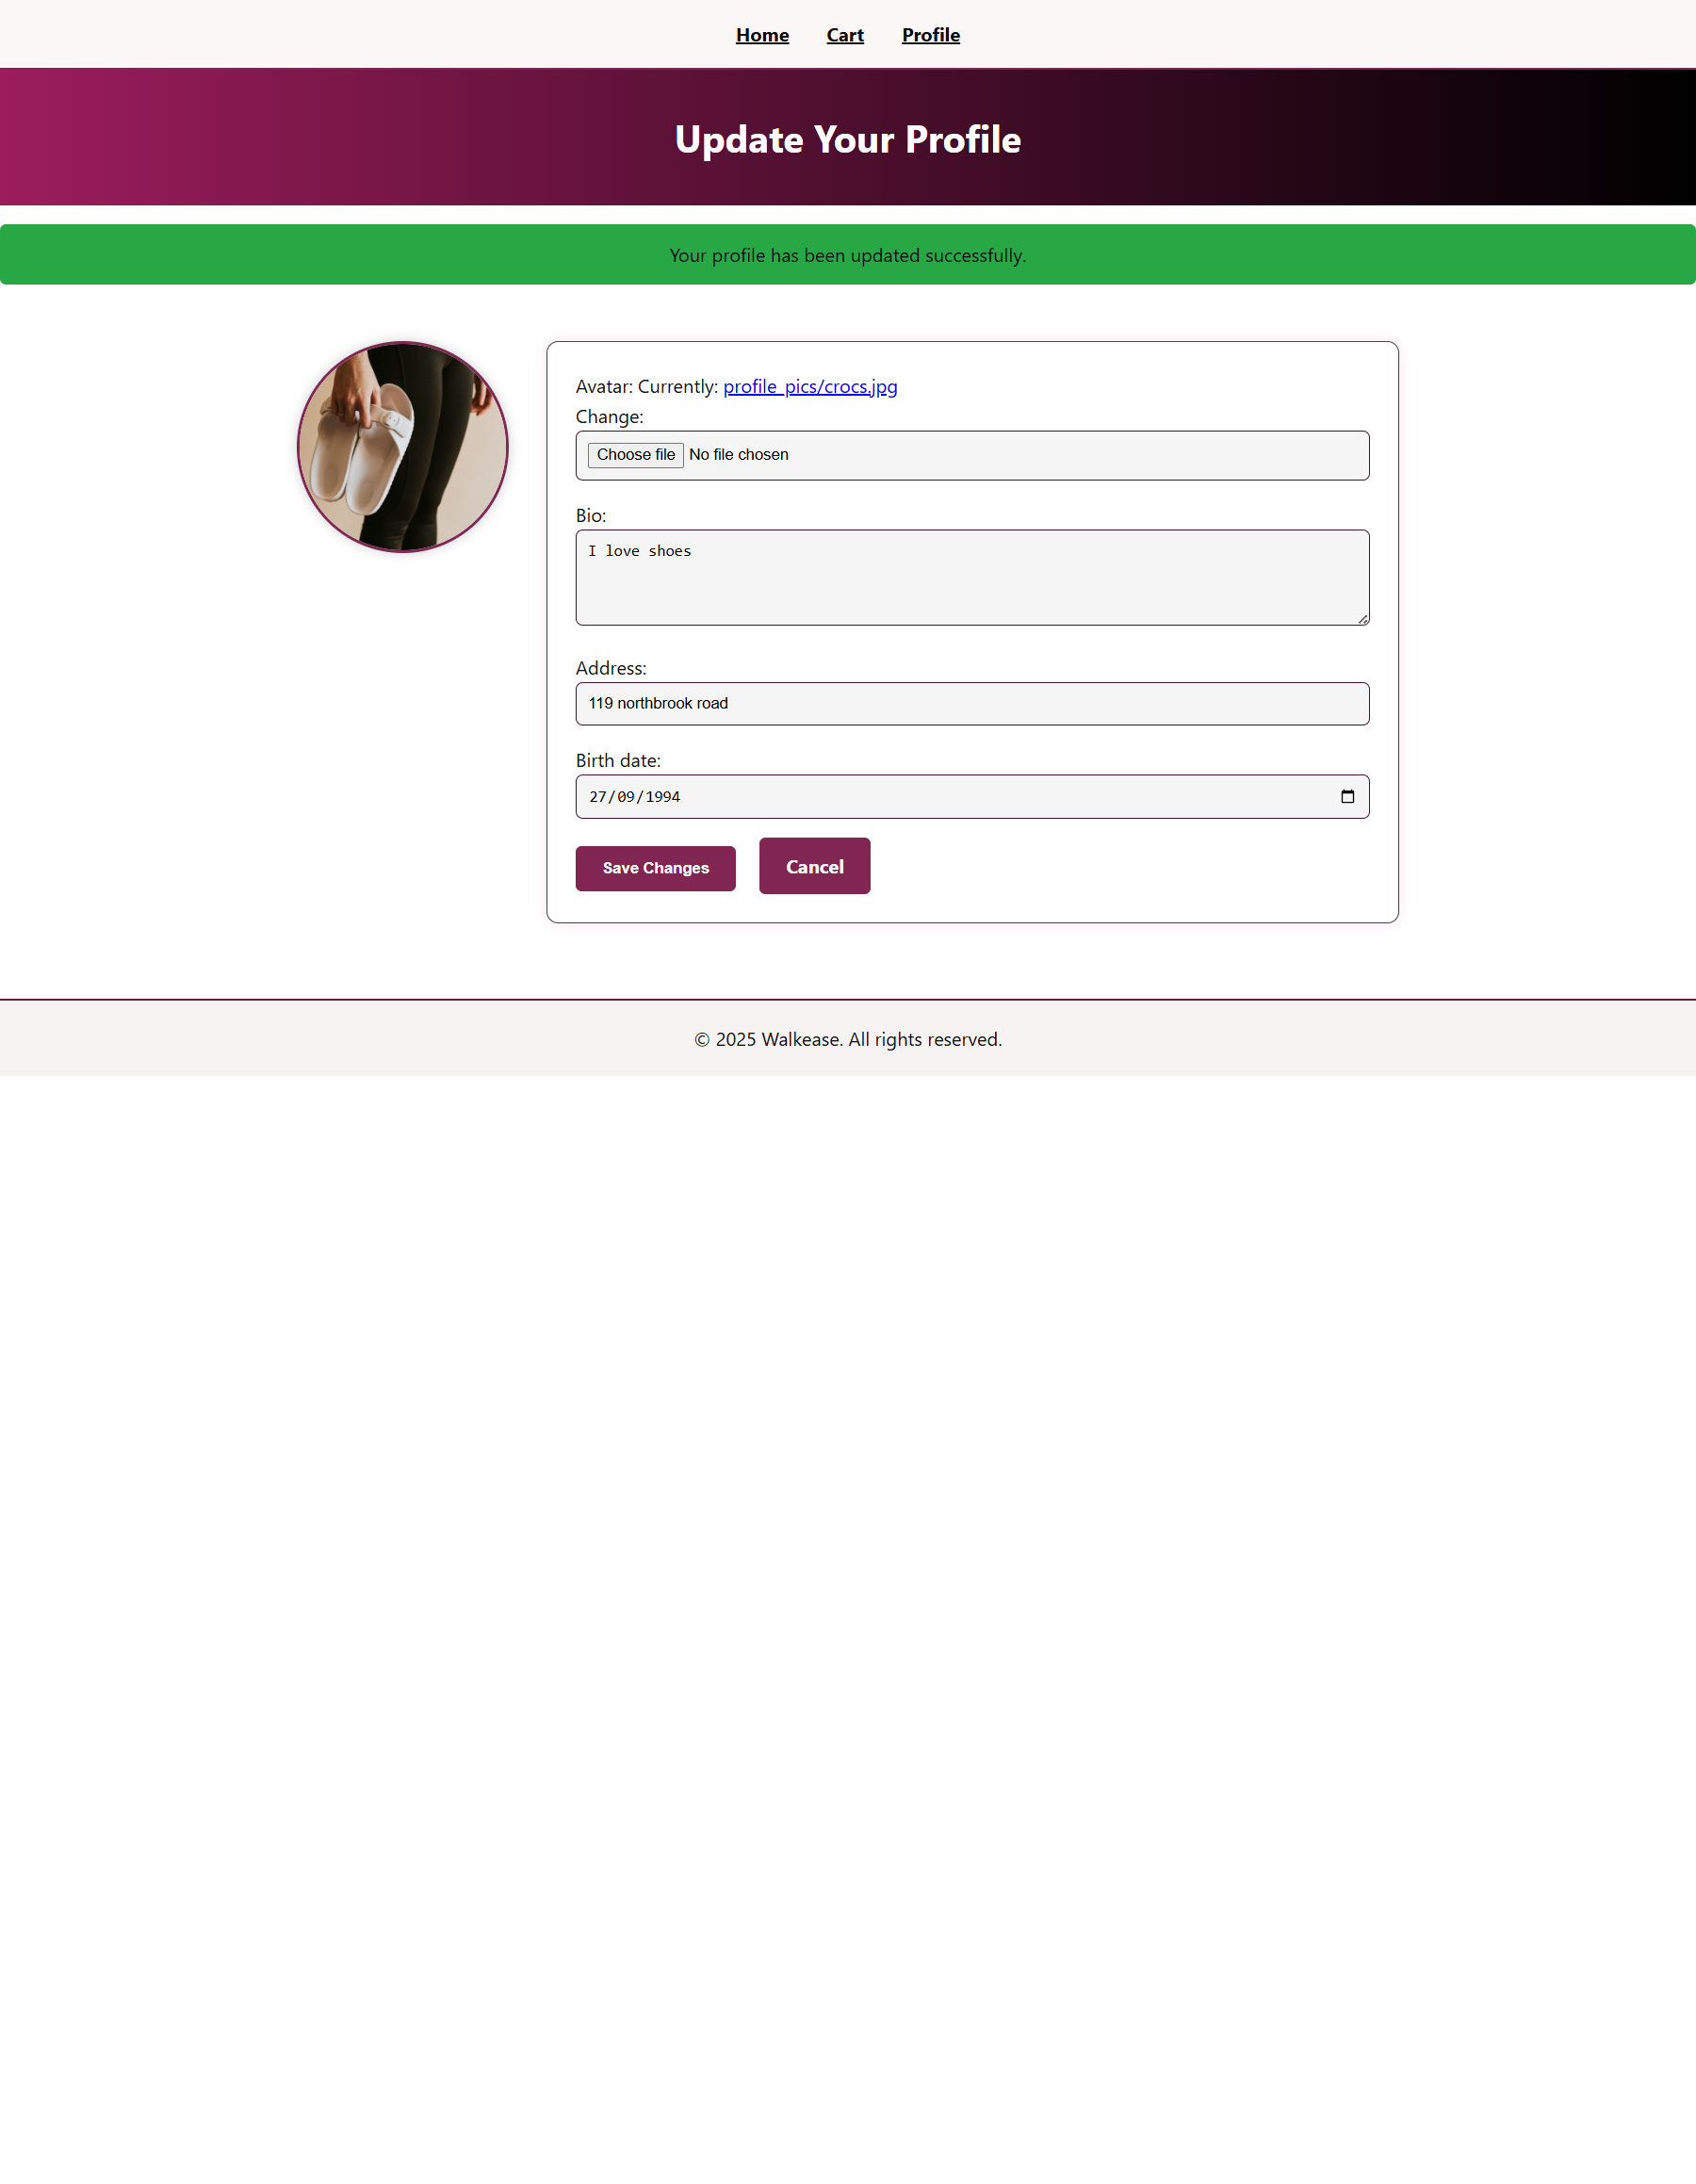 Home Cart Profile
Update Your Profile
Your profile has been updated successfully.
Avatar: Currently: profile_pics/crocs.jpg
Change:
Choose file No file chosen
Bio:
I love shoes
Address:
119 northbrook road
Birth date:
27/09/1994
Save Changes Cancel
© 2025 Walkease. All rights reserved.